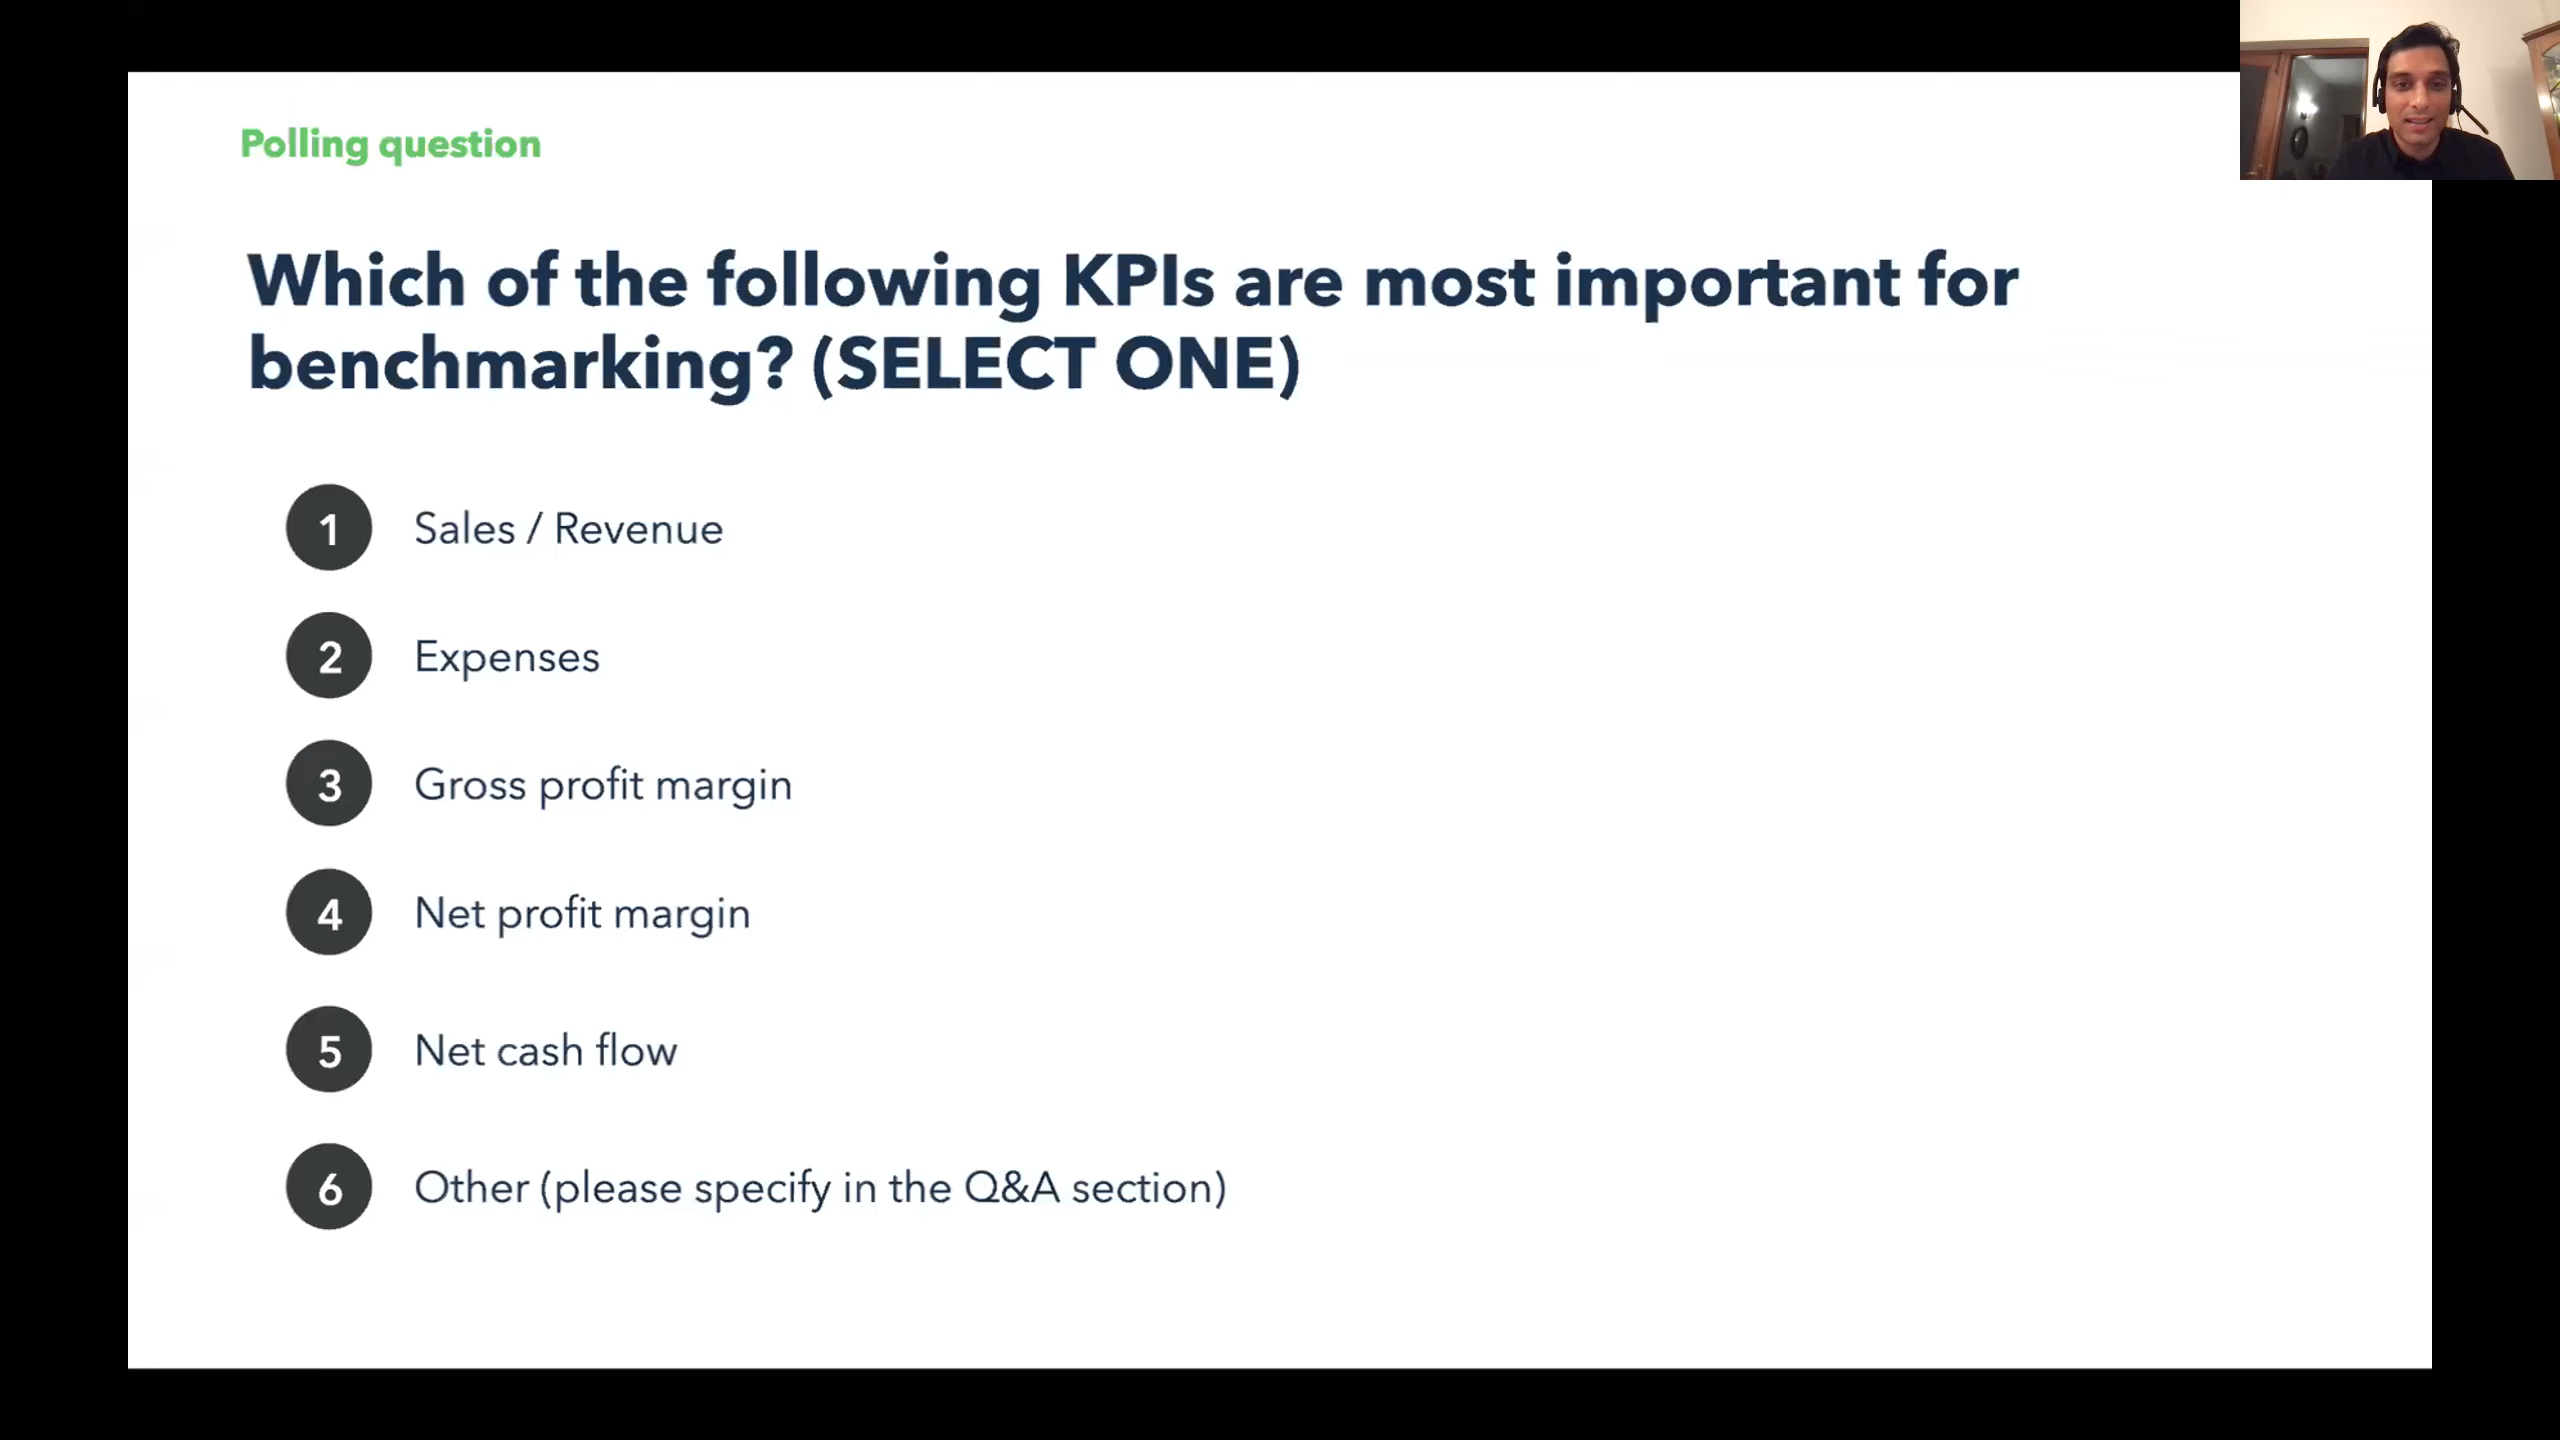 Polling question
Which of the following KPIs are most important for
benchmarking? (SELECT ONE)
1 Sales / Revenue
2 Expenses
3 Gross profit margin
4 Net profit margin
5 Net cash flow
6 Other (please specify in the Q&A section)